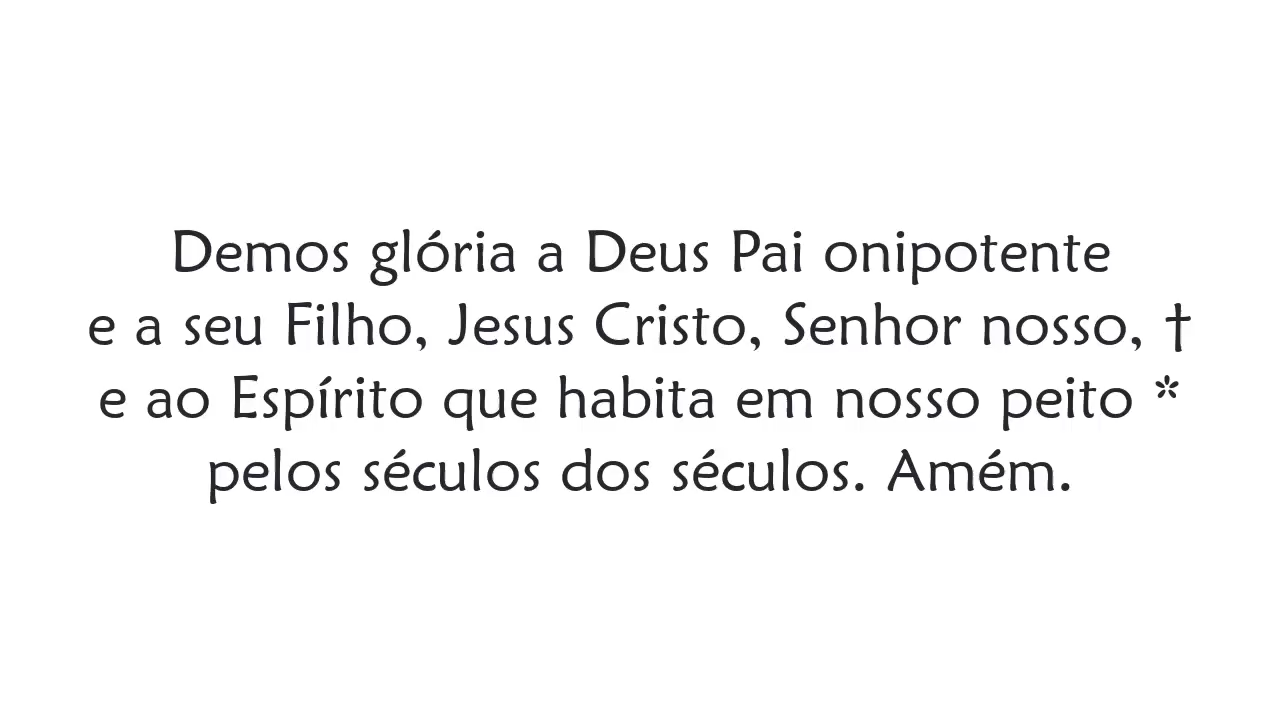 Demos glória a Deus Pai onipotente
e a seu Filho, Jesus Cristo, Senhor nosso, †
e ao Espírito que habita em nosso peito *
pelos séculos dos séculos. Amém.